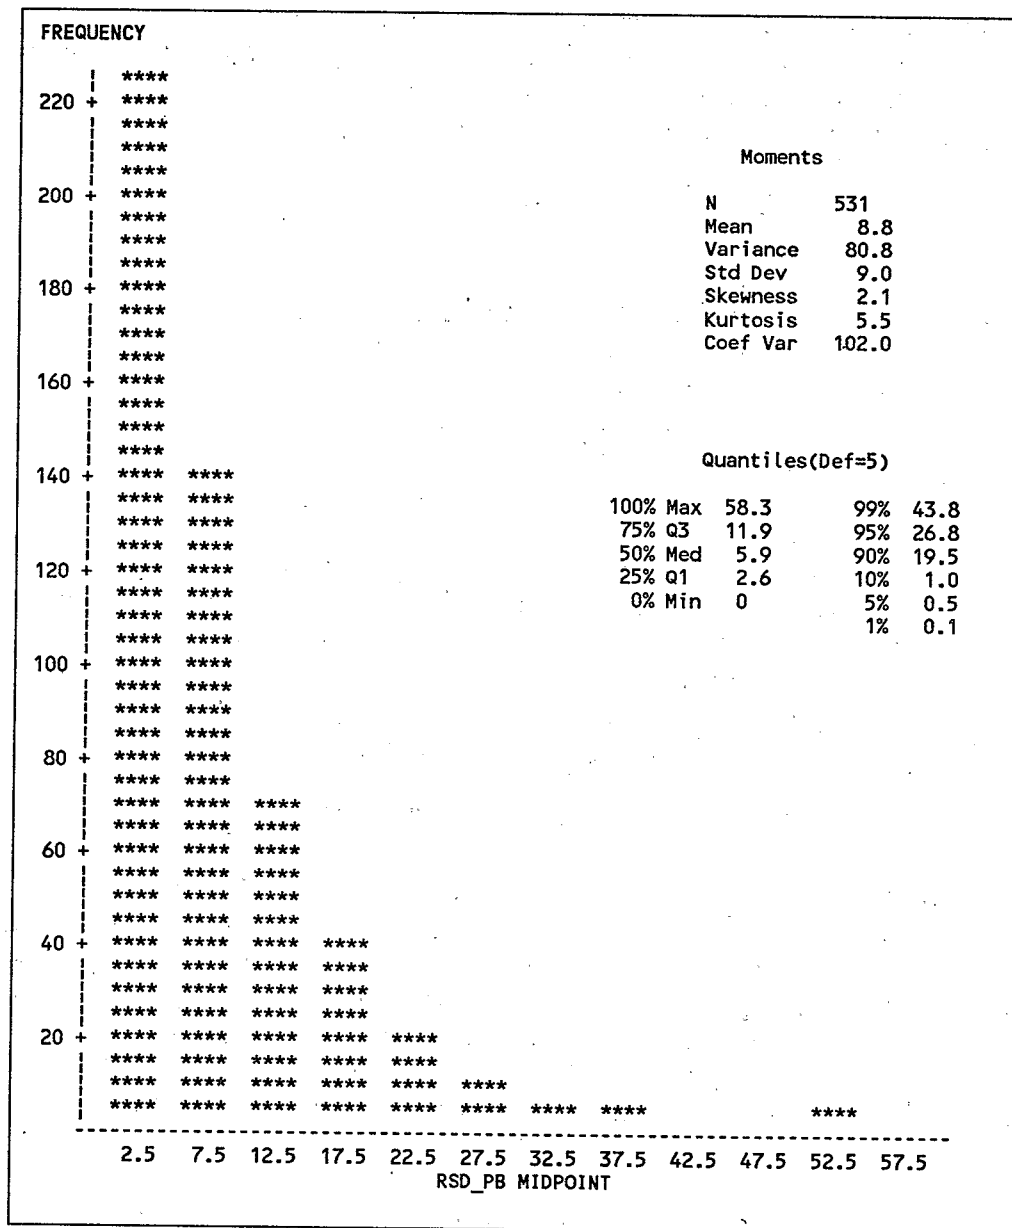 FREQUENCY
220
200
180
160
140
120
100
80
60
40
20
Moments
N 531
Mean 8.8
Variance 80.8
Std Dev 9.0
Skewness 2.1
Kurtosis 5.5
Coef Var 102.0
Quantiles(Def=5)
100% Max 58.3 99% 43.8
75% Q3 11.9 95% 26.8
50% Med 5.9 90% 19.5
25% Q1 2.6 10% 1.0
0% Min 0 5% 0.5
1% 0.1
2.5 7.5 12.5 17.5 22.5 27.5 32.5 37.5 42.5 47.5 52.5 57.5
RSD_PB MIDPOINT